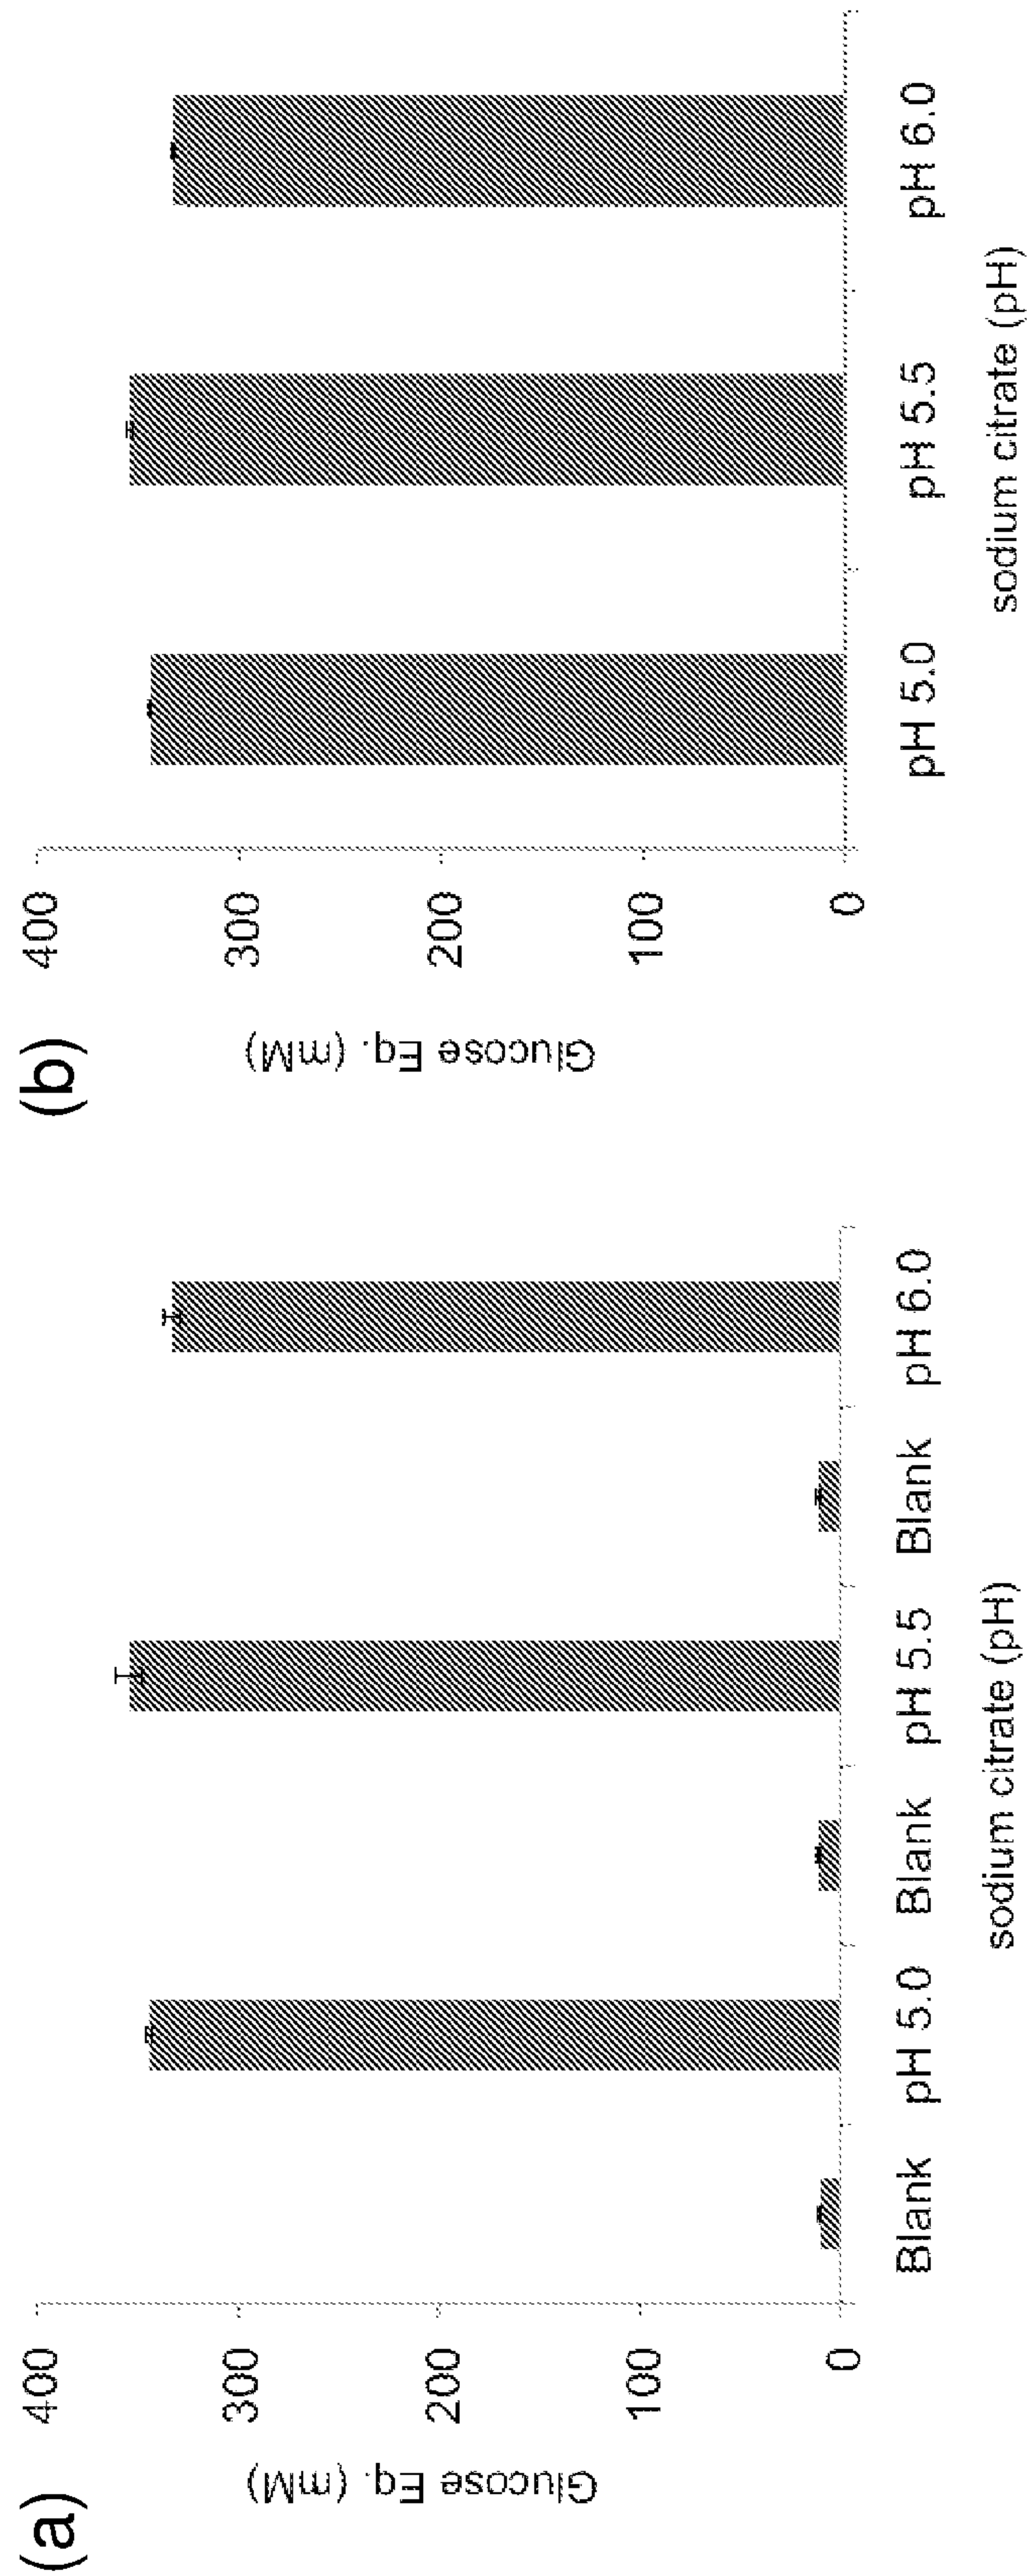 (a)
Glucose Eq. (mM)
400
300
200
100
0
Blank pH 5.0 Blank pH 5.5 Blank pH 6.0
sodium citrate (pH)
(b)
Glucose Eq. (mM)
400
300
200
100
0
pH 5.0 pH 5.5 pH 6.0
sodium citrate (pH)